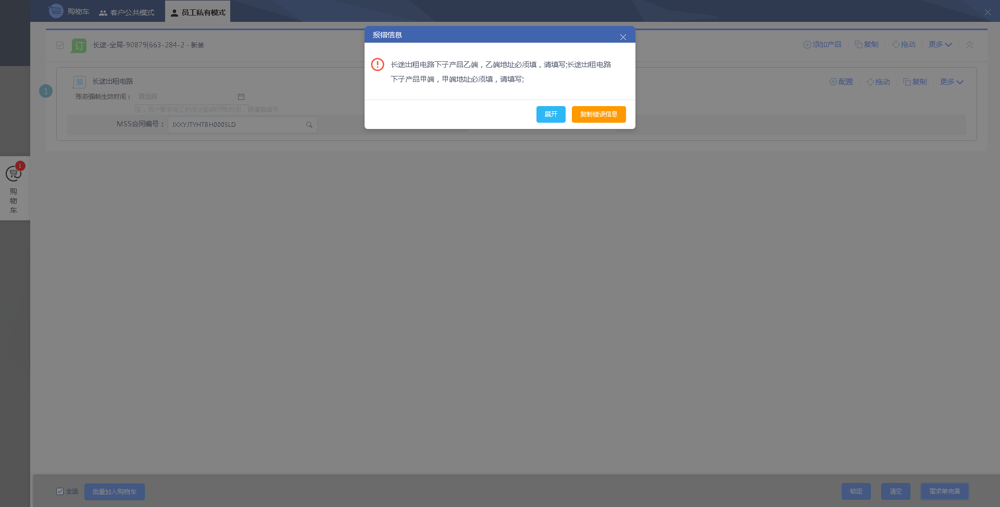 购物车 客户公共模式 员工私有模式
报错信息
订 长途-全局-90879|663-284-2 - 新装 添加产品 复制 拖动 更多
长途出租电路下子产品乙端，乙端地址必须填，请填写;长途出租电路
下子产品甲端，甲端地址必须填，请填写;
装 长途出租电路 配置 拖动 复制 更多
1
账务强制生效时间： 请选择
注：用户要求完工时间会影响开账时间，请谨慎填写
展开 复制错误信息
MSS合同编号： JXXYJTYHTBH000SLD
1
购
物
车
全选 批量加入购物车 锁定 清空 需求单完善